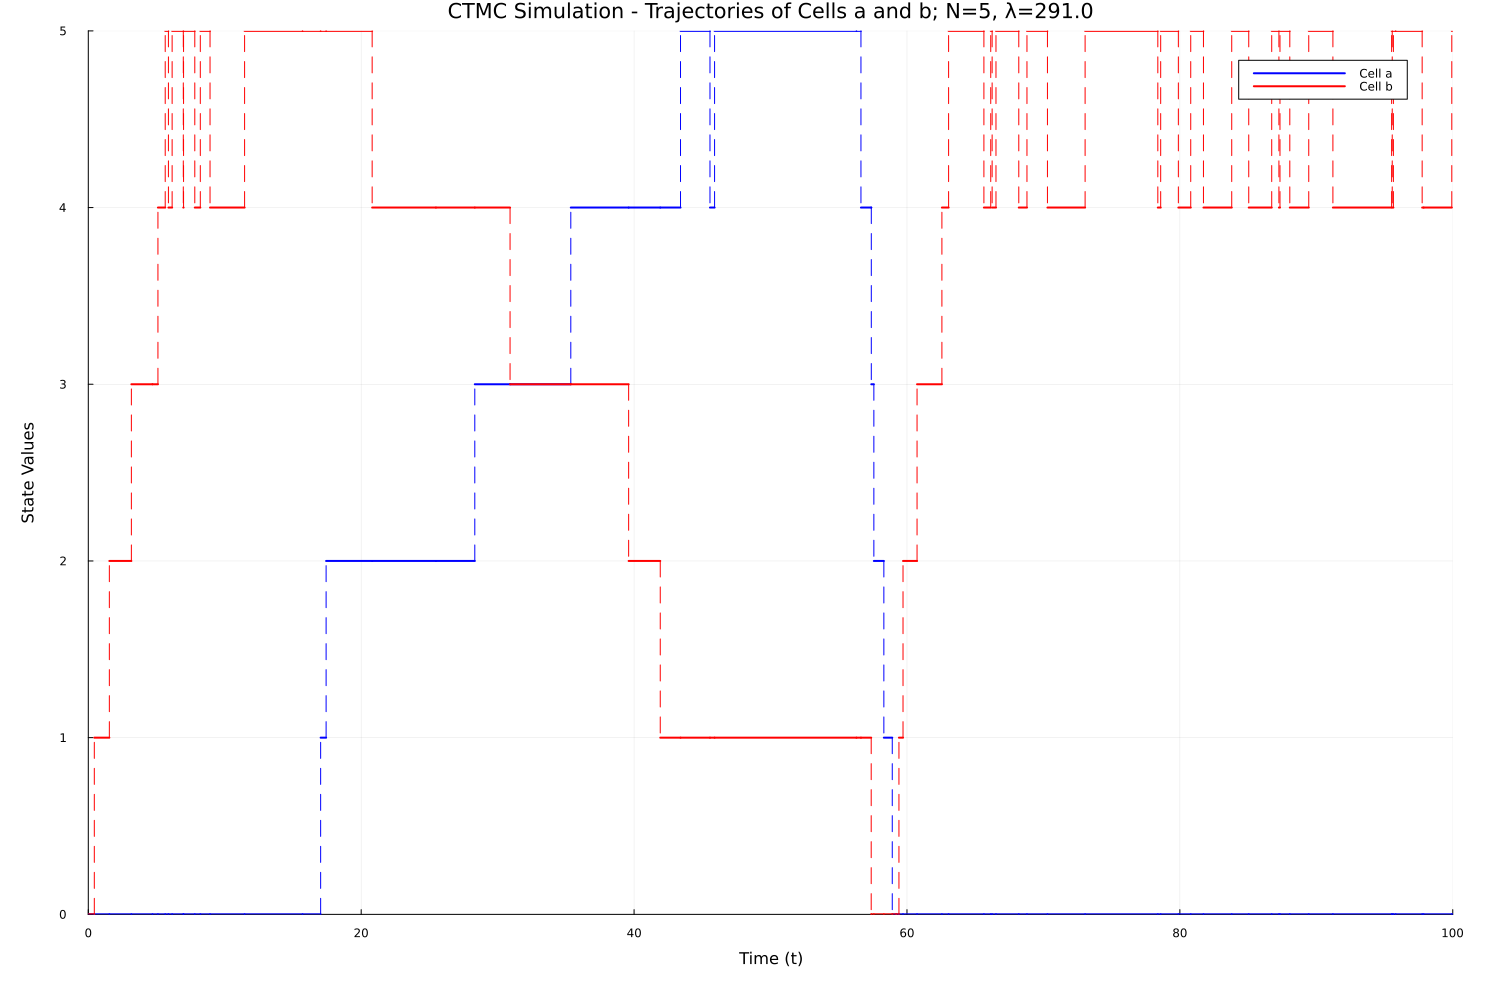 CTMC Simulation - Trajectories of Cells a and b; N=5, λ=291.0
5
Cell a
Cell b
4
3
State Values
2
1
0
0 20 40 60 80 100
Time (t)